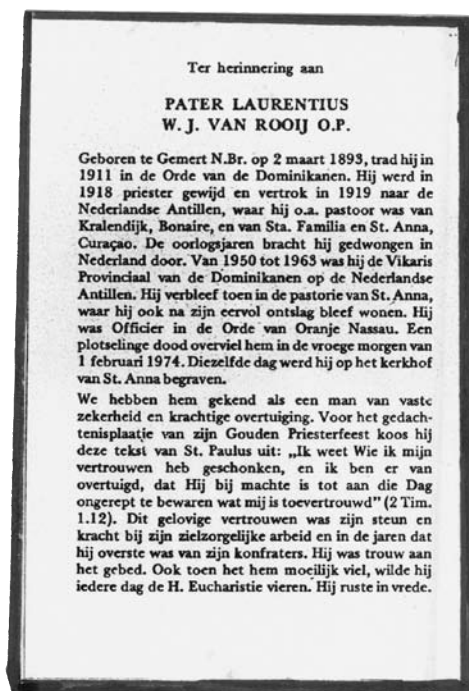 Ter herinnering aan
PATER LAURENTIUS
W. J. VAN ROOIJ O.P.
Geboren te Gemert N.Br. op 2 maart 1893, trad hij in
1911 in de Orde van de Dominikanen. Hij werd in
1918 priester gewijd en vertrok in 1919 naar de
Nederlandse Antillen, waar hij o.a. pastoor was van
Kralendijk, Bonaire, en van Sta. Familia en St. Anna,
Curaçao. De oorlogsjaren bracht hij gedwongen in
Nederland door. Van 1950 tot 1963 was hij de Vikaris
Provinciaal van de Dominikanen op de Nederlandse
Antillen. Hij verbleef toen in de pastorie van St. Anna,
waar hij ook na zijn eervol ontslag bleef wonen. Hij
was Officier in de Orde van Oranje Nassau. Een
plotselinge dood overviel hem in de vroege morgen van
1 februari 1974. Diezelfde dag werd hij op het kerkhof
van St. Anna begraven.
We hebben hem gekend als een man van vaste
zekerheid en krachtige overtuiging. Voor het gedach-
tenisplaatje van zijn Gouden Priesterfeest koos hij
deze tekst van St. Paulus uit: „Ik weet Wie ik mijn
vertrouwen heb geschonken, en ik ben er van
overtuigd, dat Hij bij machte is tot aan die Dag
ongerept te bewaren wat mij is toevertrouwd” (2 Tim.
1.12). Dit gelovige vertrouwen was zijn steun en
kracht bij zijn zielzorgelijke arbeid en in de jaren dat
hij overste was van zijn konfraters. Hij was trouw aan
het gebed. Ook toen het hem moeilijk viel, wilde hij
iedere dag de H. Eucharistie vieren. Hij ruste in vrede.